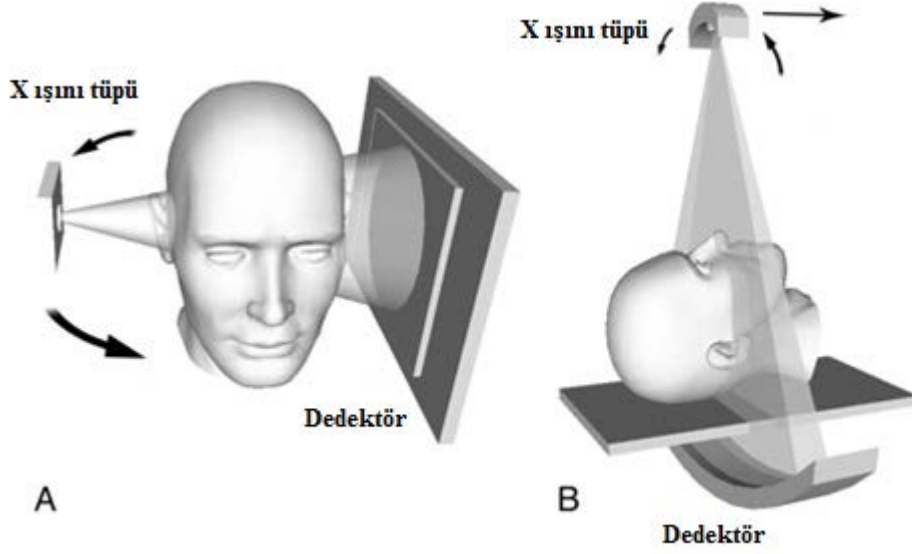 X ışını tüpü
Dedektör
A
X ışını tüpü
Dedektör
B